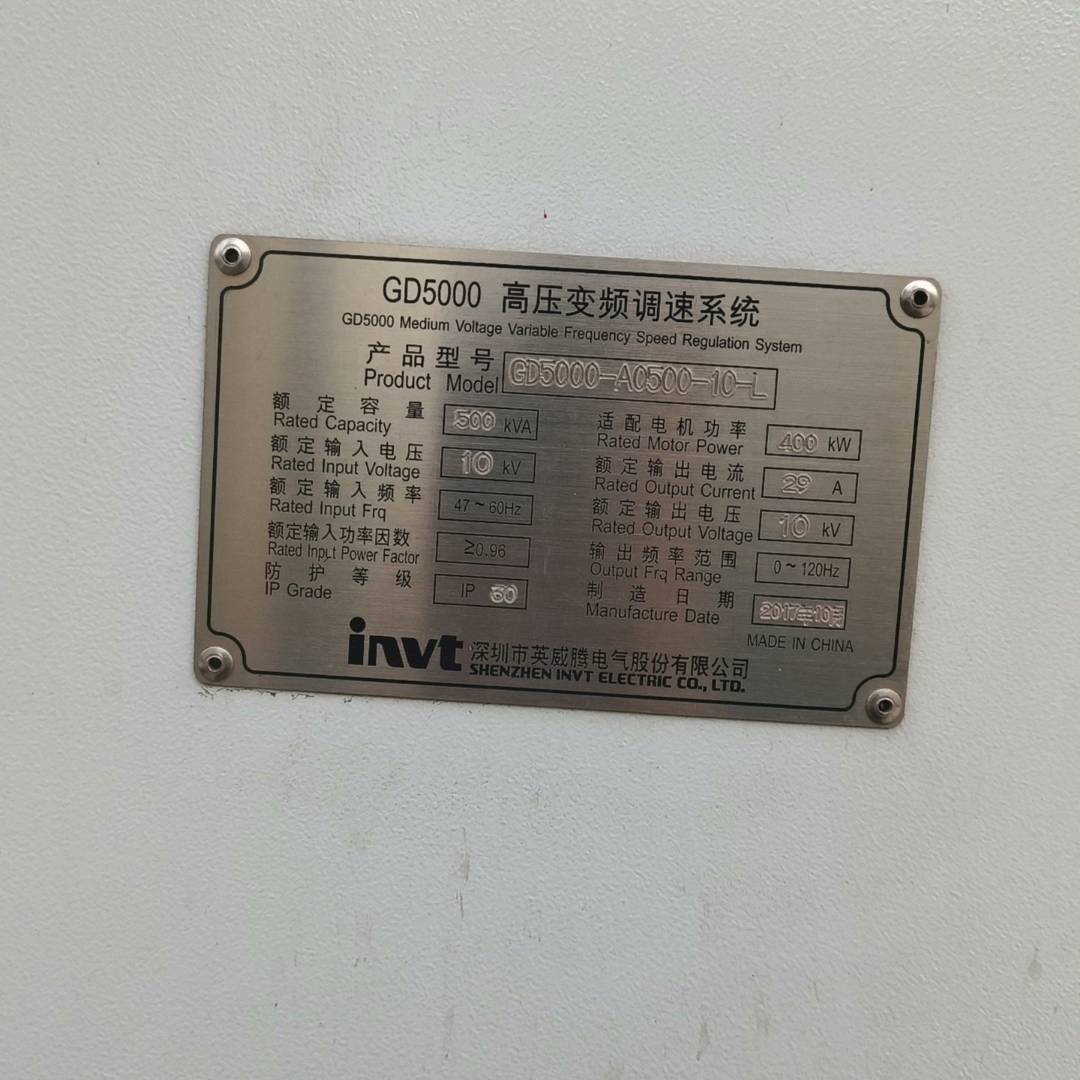 GD5000 高压变频调速系统
GD5000 Medium Voltage Variable Frequency Speed Regulation System
产品型号
Product Model GD5000-A0500-10-L
额定容量
Rated Capacity 500 kVA
适配电机功率
Rated Motor Power 400 kW
额定输入电压
Rated Input Voltage 10 kV
额定输出电流
Rated Output Current 29 A
额定输入频率
Rated Input Frq 47~60Hz
额定输出电压
Rated Output Voltage 10 kV
额定输入功率因数
Rated Input Power Factor ≥0.96
输出频率范围
Output Frq Range 0~120Hz
防护等级
IP Grade IP 30
制造日期
Manufacture Date 2017年10月
MADE IN CHINA
invt 深圳市英威腾电气股份有限公司
SHENZHEN INVT ELECTRIC CO., LTD.